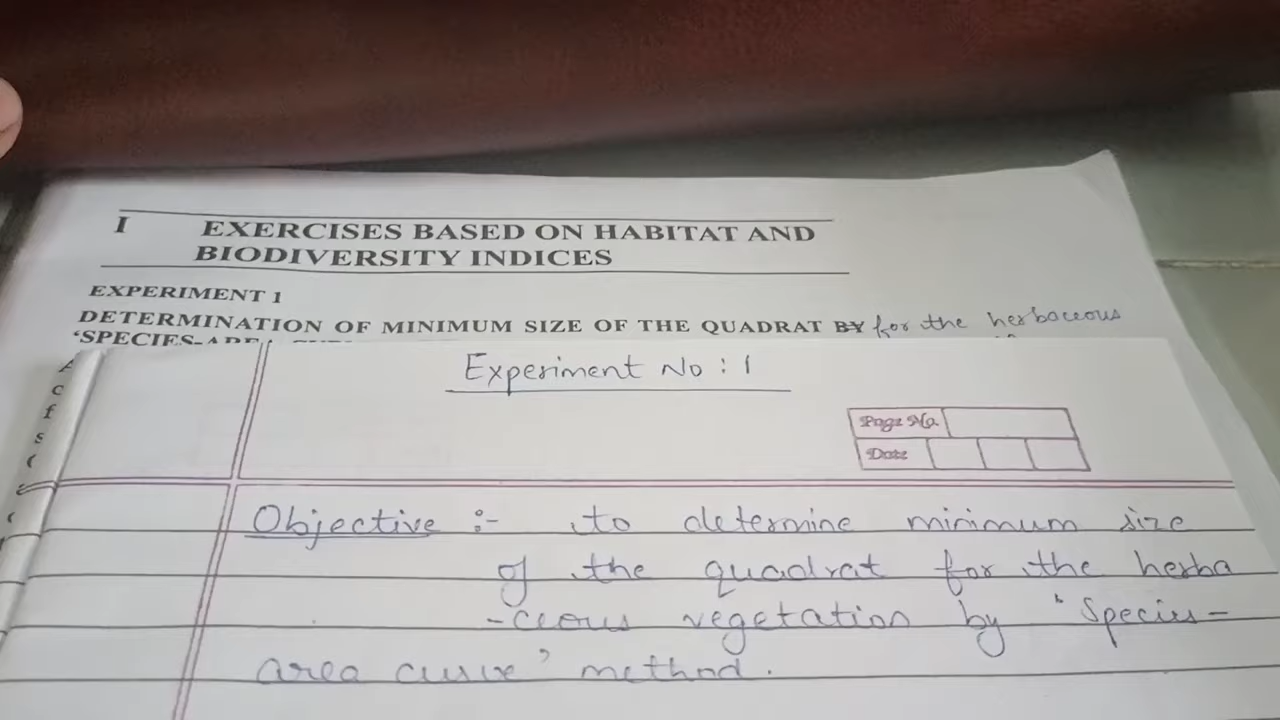 I EXERCISES BASED ON HABITAT AND
BIODIVERSITY INDICES
EXPERIMENT 1
DETERMINATION OF MINIMUM SIZE OF THE QUADRAT BY for the herbaceous
'SPECIES-AREA
Experiment No : 1
Page No.
Date
Objective :- to determine minimum size
of the quadrat for the herba
-ceous vegetation by 'Species-
area curve' method.